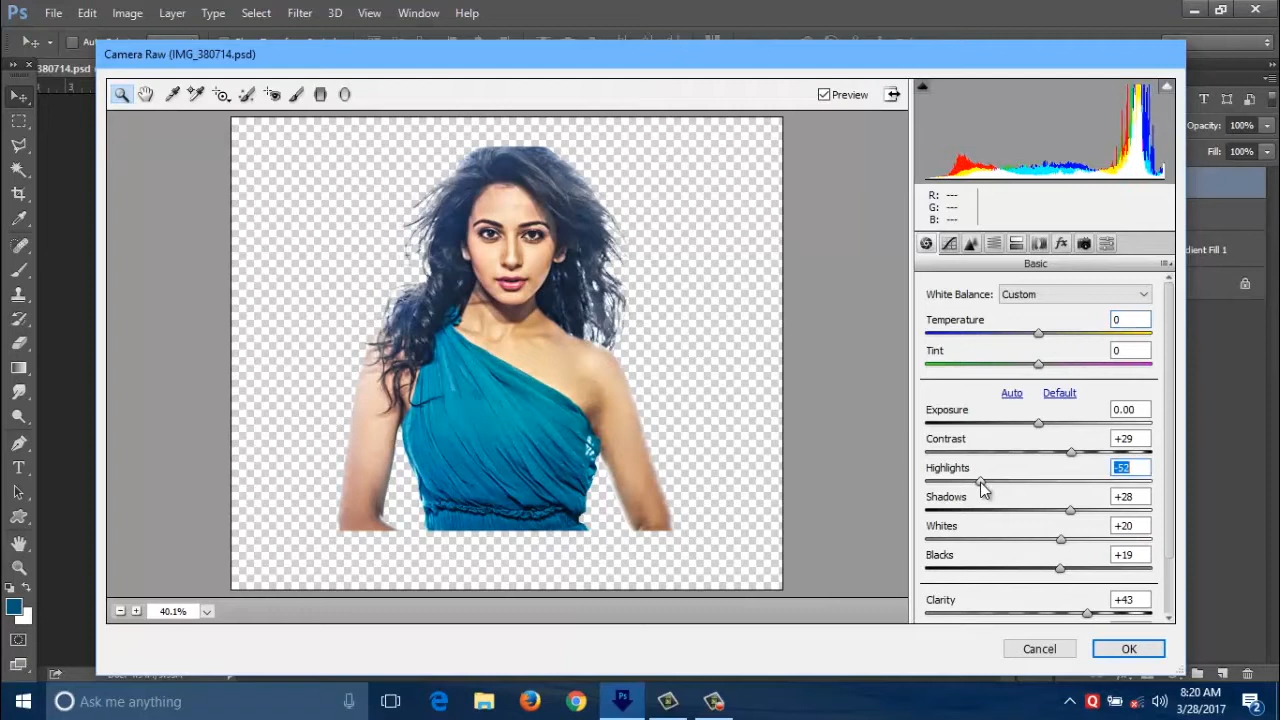 Ps File Edit Image Layer Type Select Filter 3D View Window Help
Camera Raw (IMG_380714.psd)
380714.psd
3
Preview
Opacity: 100%
Fill: 100%
R: ---
G: ---
B: ---
dient Fill 1
Basic
White Balance: Custom
Temperature 0
Tint 0
Auto Default
Exposure 0.00
Contrast +29
Highlights -52
Shadows +28
Whites +20
Blacks +19
Clarity +43
40.1%
Cancel OK
Ask me anything
8:20 AM
3/28/2017
2